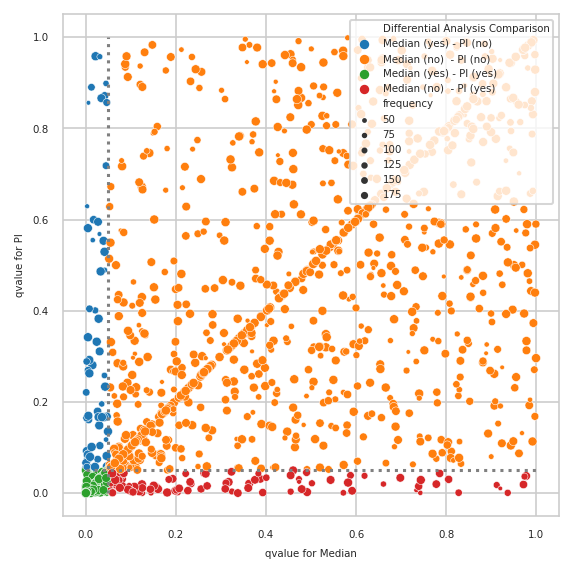 Differential Analysis Comparison
Median (yes) - PI (no)
Median (no)  - PI (no)
Median (yes) - PI (yes)
Median (no)  - PI (yes)
frequency
50
75
100
125
150
175
1.0
0.8
0.6
0.4
0.2
0.0
qvalue for PI
0.0
0.2
0.4
0.6
0.8
1.0
qvalue for Median